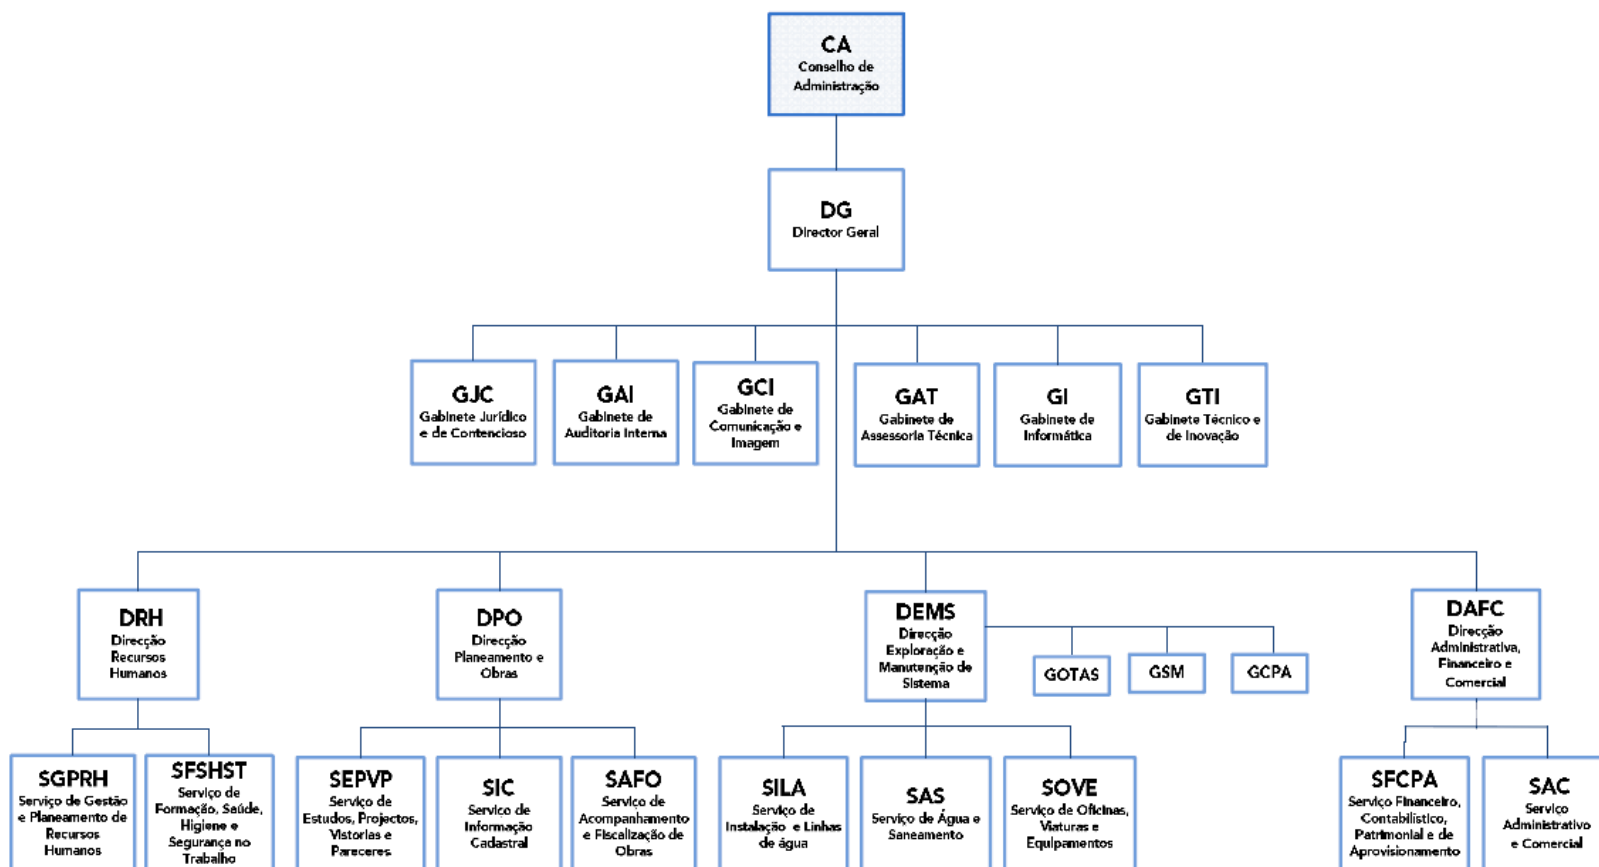 CA
Conselho de
Administração
DG
Director Geral
GJC
Gabinete Jurídico
e de Contencioso
GAI
Gabinete de
Auditoria Interna
GCI
Gabinete de
Comunicação e
Imagem
GAT
Gabinete de
Assessoria Técnica
GI
Gabinete de
Informática
GTI
Gabinete Técnico e
de Inovação
DRH
Direcção
Recursos
Humanos
DPO
Direcção
Planeamento e
Obras
DEMS
Direcção
Exploração e
Manutenção de
Sistema
GOTAS
GSM
GCPA
DAFC
Direcção
Administrativa,
Financeiro e
Comercial
SGPRH
Serviço de Gestão
e Planeamento de
Recursos
Humanos
SFSHST
Serviço de
Formação, Saúde,
Higiene e
Segurança no
Trabalho
SEPVP
Serviço de
Estudos, Projectos,
Vistorias e
Pareceres
SIC
Serviço de
Informação
Cadastral
SAFO
Serviço de
Acompanhamento
e Fiscalização de
Obras
SILA
Serviço de
Instalação e Linhas
de água
SAS
Serviço de Água e
Saneamento
SOVE
Serviço de Oficinas,
Viaturas e
Equipamentos
SFCPA
Serviço Financeiro,
Contabilístico,
Patrimonial e de
Aprovisionamento
SAC
Serviço
Administrativo
e Comercial